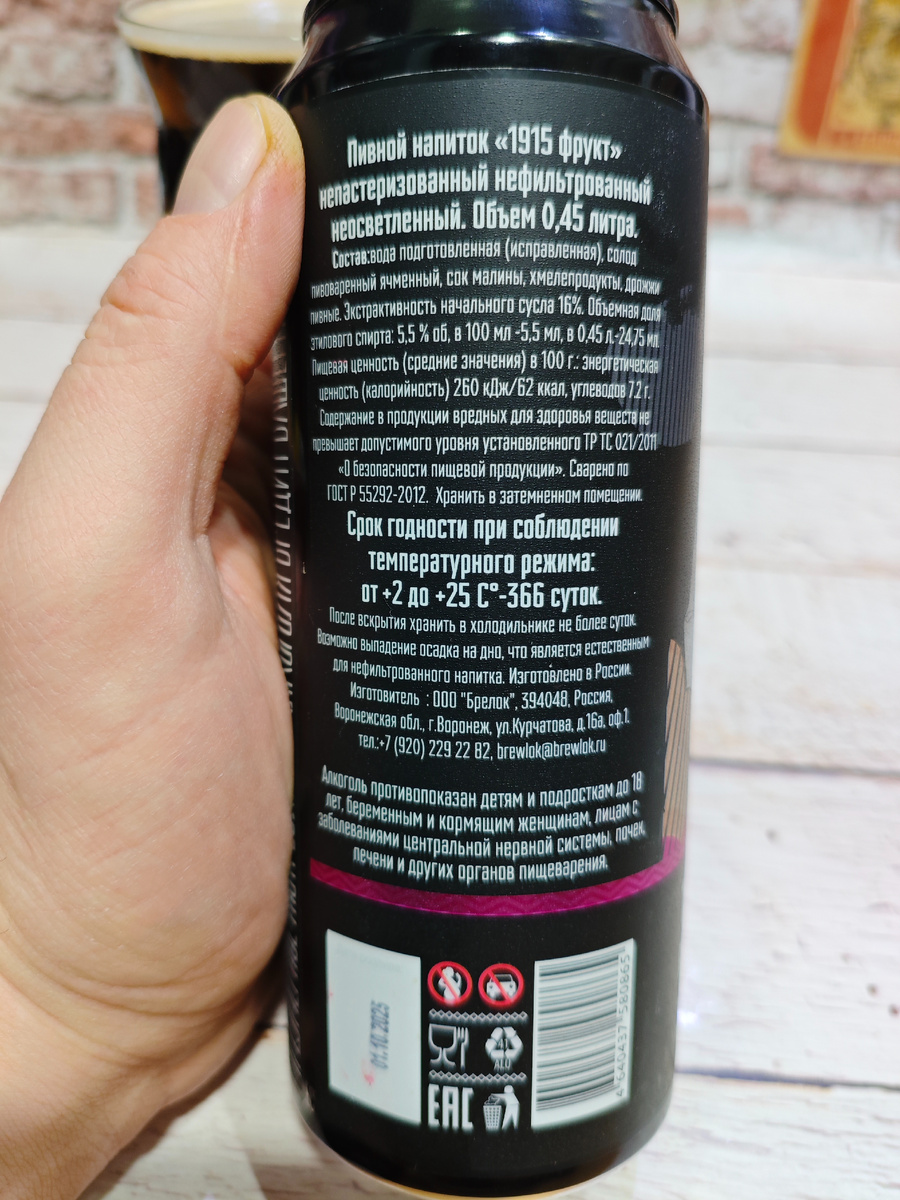 Пивной напиток «1915 фрукт»
непастеризованный нефильтрованный
неосветленный. Объем 0,45 литра.
Состав:вода подготовленная (исправленная), солод
пивоваренный ячменный, сок малины, хмелепродукты, дрожжи
пивные. Экстрактивность начального сусла 16%. Объемная доля
этилового спирта: 5,5 % об, в 100 мл -5,5 мл, в 0,45 л.-24,75 мл.
Пищевая ценность (средние значения) в 100 г.: энергетическая
ценность (калорийность) 260 кДж/62 ккал, углеводов 7.2 г.
Содержание в продукции вредных для здоровья веществ не
превышает допустимого уровня установленного ТР ТС 021/2011
«О безопасности пищевой продукции». Сварено по
ГОСТ Р 55292-2012. Хранить в затемненном помещении.
Срок годности при соблюдении
температурного режима:
от +2 до +25 С°-366 суток.
После вскрытия хранить в холодильнике не более суток.
Возможно выпадение осадка на дно, что является естественным
для нефильтрованного напитка. Изготовлено в России.
Изготовитель : ООО "Брелок", 394048, Россия,
Воронежская обл., г.Воронеж, ул.Курчатова, д.16а, оф.1.
тел.:+7 (920) 229 22 82, brewlok@brewlok.ru
Алкоголь противопоказан детям и подросткам до 18
лет, беременным и кормящим женщинам, лицам с
заболеваниями центральной нервной системы, почек,
печени и других органов пищеварения.
01.10.2025
41
ALU
EAC
4 640437 580865